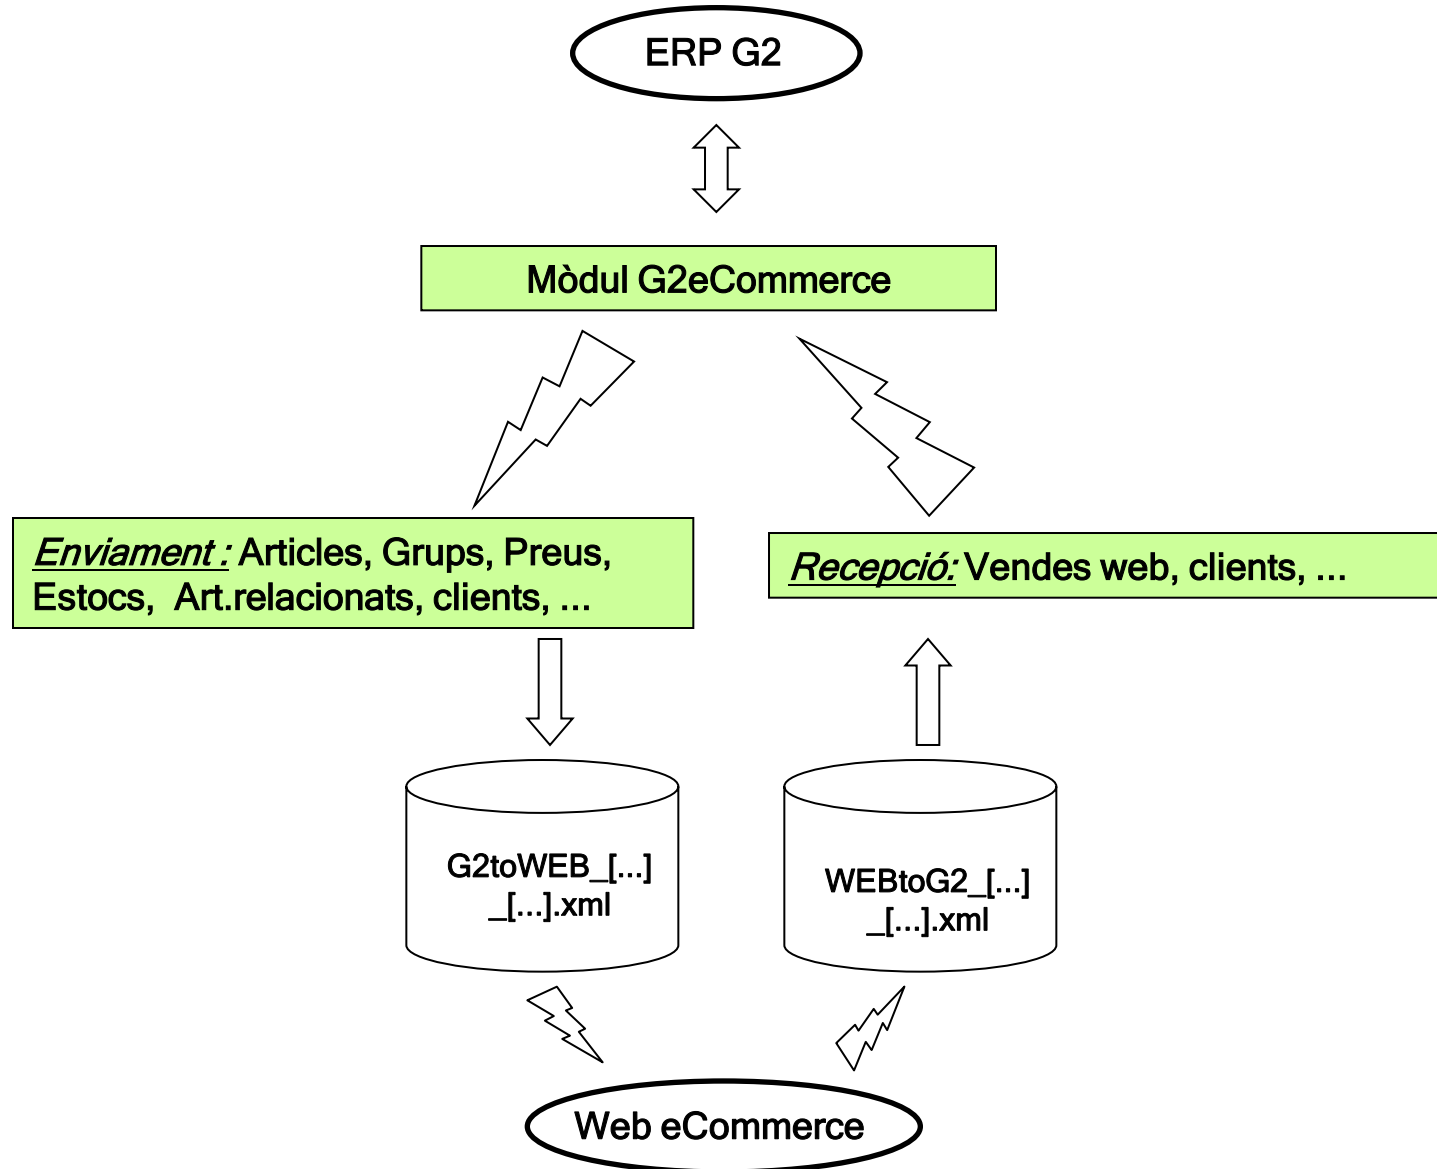 ERP G2
Mòdul G2eCommerce
Enviament : Articles, Grups, Preus,
Estocs, Art.relacionats, clients, ...
Recepció: Vendes web, clients, ...
G2toWEB_[...]
_[...].xml
WEBtoG2_[...]
_[...].xml
Web eCommerce